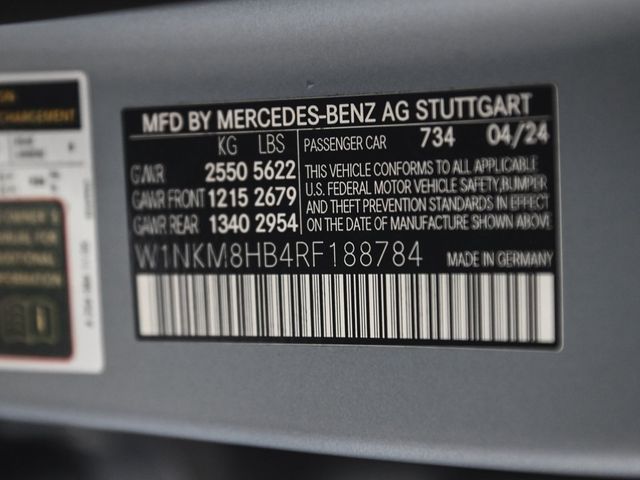 ON
CHARGEMENT
MFD BY MERCEDES-BENZ AG STUTTGART
KG LBS
GVWR 2550 5622
GAWR FRONT 1215 2679
GAWR REAR 1340 2954
PASSENGER CAR 734 04/24
THIS VEHICLE CONFORMS TO ALL APPLICABLE
U.S. FEDERAL MOTOR VEHICLE SAFETY, BUMPER
AND THEFT PREVENTION STANDARDS IN EFFECT
ON THE DATE OF MANUFACTURE SHOWN ABOVE
W1NKM8HB4RF188784
MADE IN GERMANY